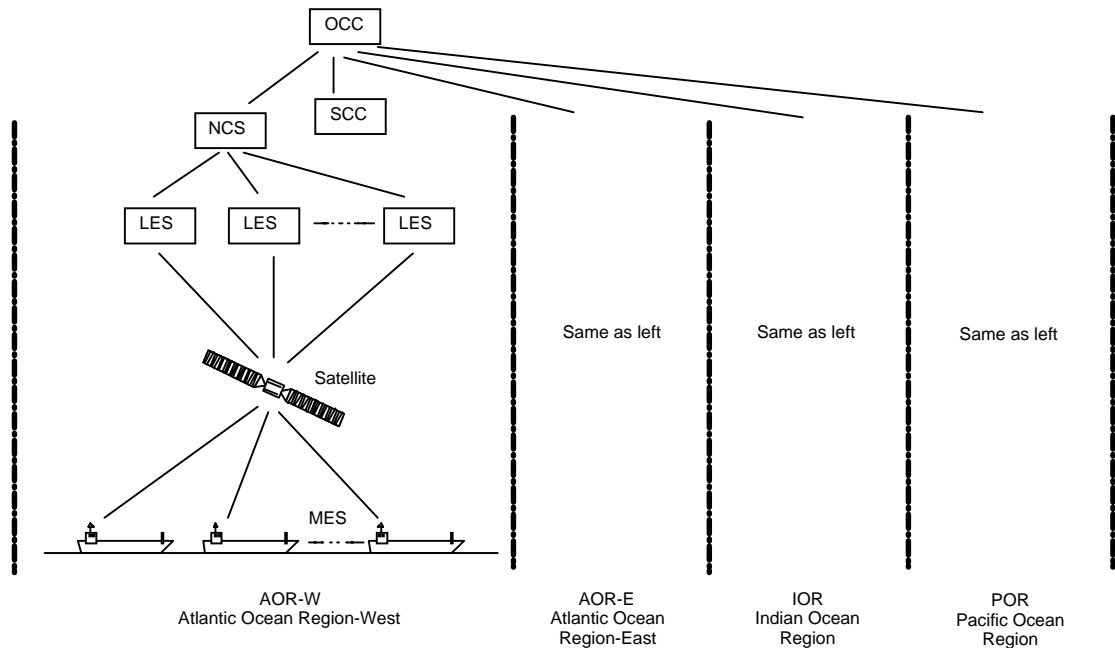 OCC
SCC
NCS
LES
LES
LES
Same as left
Same as left
Same as left
Satellite
MES
AOR-W
Atlantic Ocean Region-West
AOR-E
Atlantic Ocean
Region-East
IOR
Indian Ocean
Region
POR
Pacific Ocean
Region